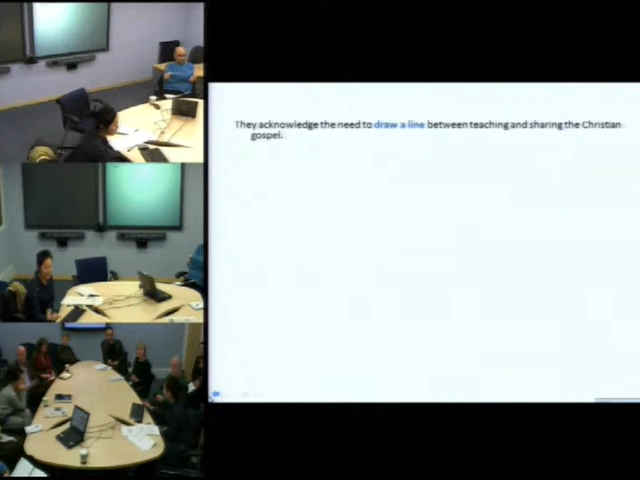 They acknowledge the need to draw a line between teaching and sharing the Christian
gospel.